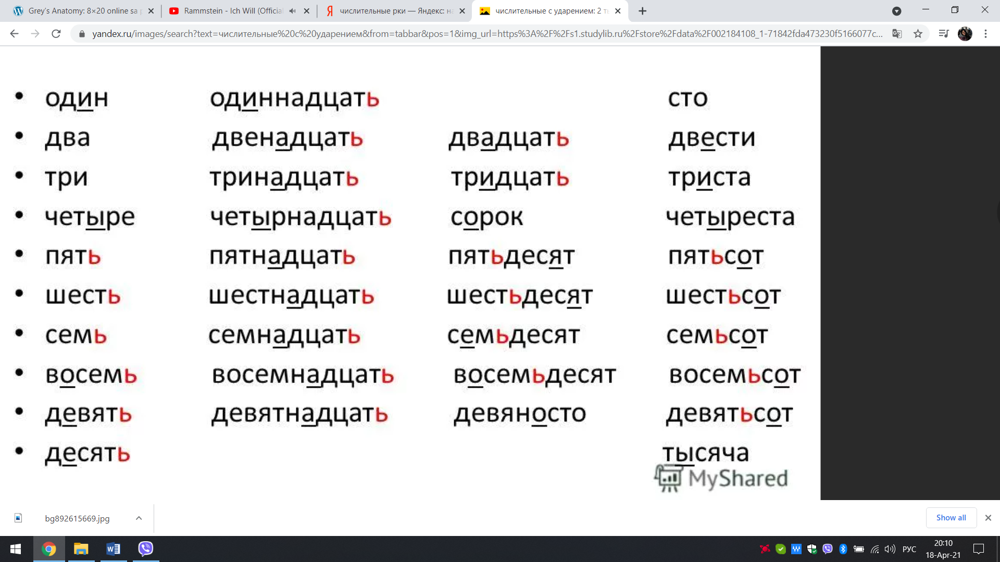 Grey's Anatomy: 8×20 online sa p
Rammstein - Ich Will (Official
числительные рки — Яндекс: на
числительные с ударением: 2 ты
yandex.ru/images/search?text=числительные%20с%20ударением&from=tabbar&pos=1&img_url=https%3A%2F%2Fs1.studylib.ru%2Fstore%2Fdata%2F002184108_1-71842fda473230f5166077c...
• один одиннадцать сто
• два двенадцать двадцать двести
• три тринадцать тридцать триста
• четыре четырнадцать сорок четыреста
• пять пятнадцать пятьдесят пятьсот
• шесть шестнадцать шестьдесят шестьсот
• семь семнадцать семьдесят семьсот
• восемь восемнадцать восемьдесят восемьсот
• девять девятнадцать девяносто девятьсот
• десять тысяча
MyShared
bg892615669.jpg
Show all
РУС
20:10
18-Apr-21